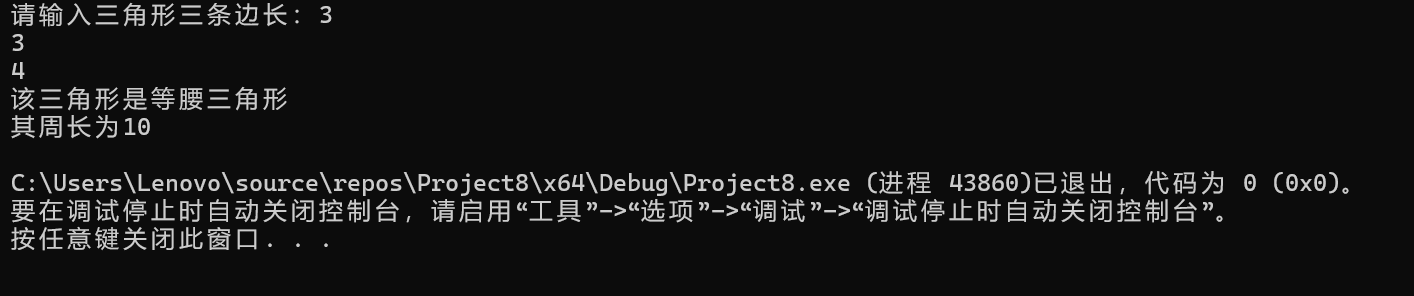 请输入三角形三条边长：3
3
4
该三角形是等腰三角形
其周长为10
C:\Users\Lenovo\source\repos\Project8\x64\Debug\Project8.exe (进程 43860)已退出，代码为 0 (0x0)。
要在调试停止时自动关闭控制台，请启用“工具”->“选项”->“调试”->“调试停止时自动关闭控制台”。
按任意键关闭此窗口. . .